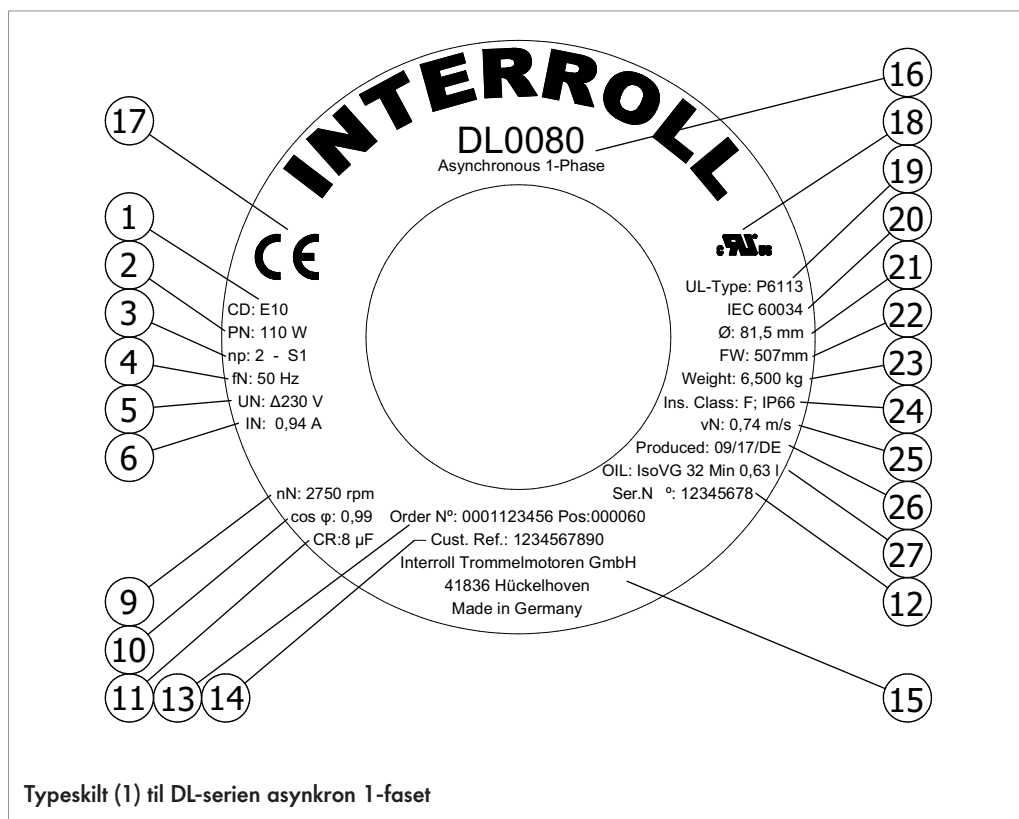 INTERROLL
DL0080
Asynchronous 1-Phase
CE
c RU us
CD: E10
PN: 110 W
np: 2 - S1
fN: 50 Hz
UN: Δ230 V
IN: 0,94 A
nN: 2750 rpm
cos φ: 0,99
CR:8 µF
UL-Type: P6113
IEC 60034
Ø: 81,5 mm
FW: 507mm
Weight: 6,500 kg
Ins. Class: F; IP66
vN: 0,74 m/s
Produced: 09/17/DE
OIL: IsoVG 32 Min 0,63 l
Ser.N º: 12345678
Order Nº: 0001123456 Pos:000060
Cust. Ref.: 1234567890
Interroll Trommelmotoren GmbH
41836 Hückelhoven
Made in Germany
17
1
2
3
4
5
6
9
10
11
13
14
16
18
19
20
21
22
23
24
25
26
27
12
15
Typeskilt (1) til DL-serien asynkron 1-faset